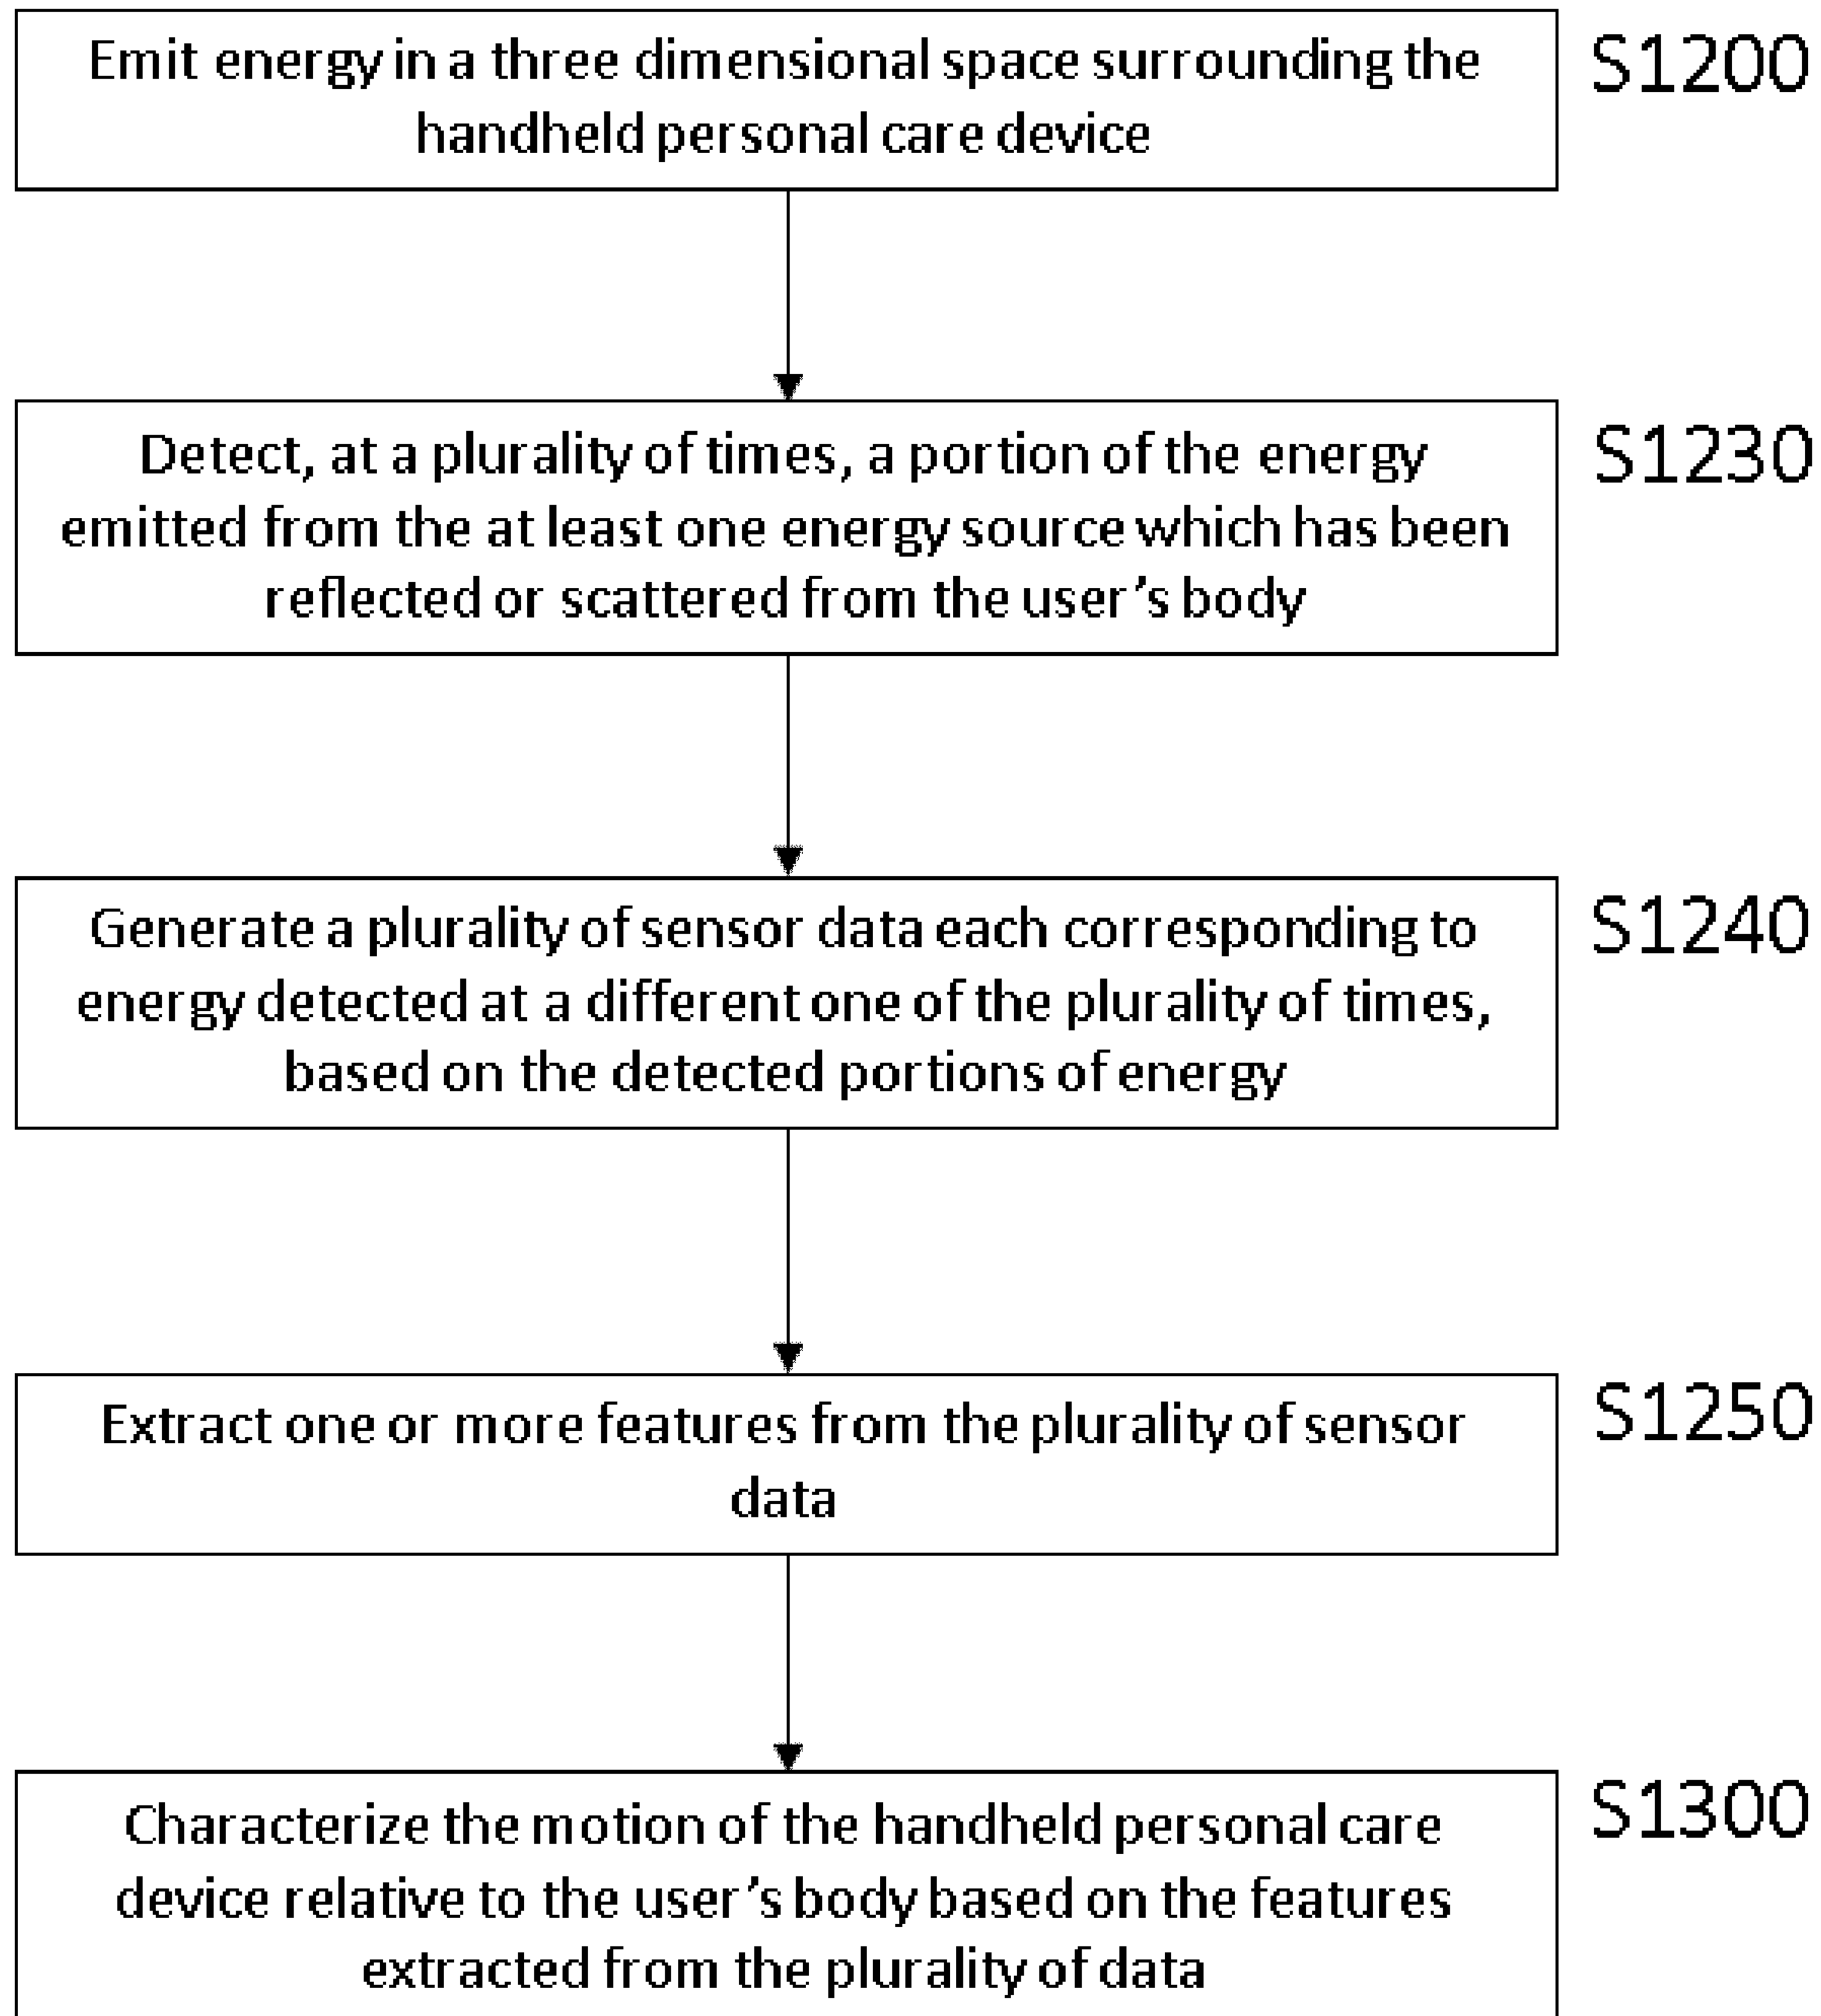 Emit energy in a three dimensional space surrounding the
handheld personal care device
S1200
Detect, at a plurality of times, a portion of the energy
emitted from the at least one energy source which has been
reflected or scattered from the user's body
S1230
Generate a plurality of sensor data each corresponding to
energy detected at a different one of the plurality of times,
based on the detected portions of energy
S1240
Extract one or more features from the plurality of sensor
data
S1250
Characterize the motion of the handheld personal care
device relative to the user's body based on the features
extracted from the plurality of data
S1300